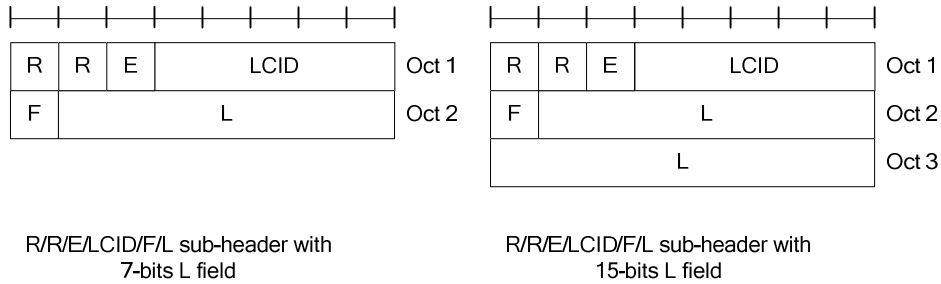 R R E LCID Oct 1
F L Oct 2
R/R/E/LCID/F/L sub-header with
7-bits L field
R R E LCID Oct 1
F L Oct 2
L Oct 3
R/R/E/LCID/F/L sub-header with
15-bits L field